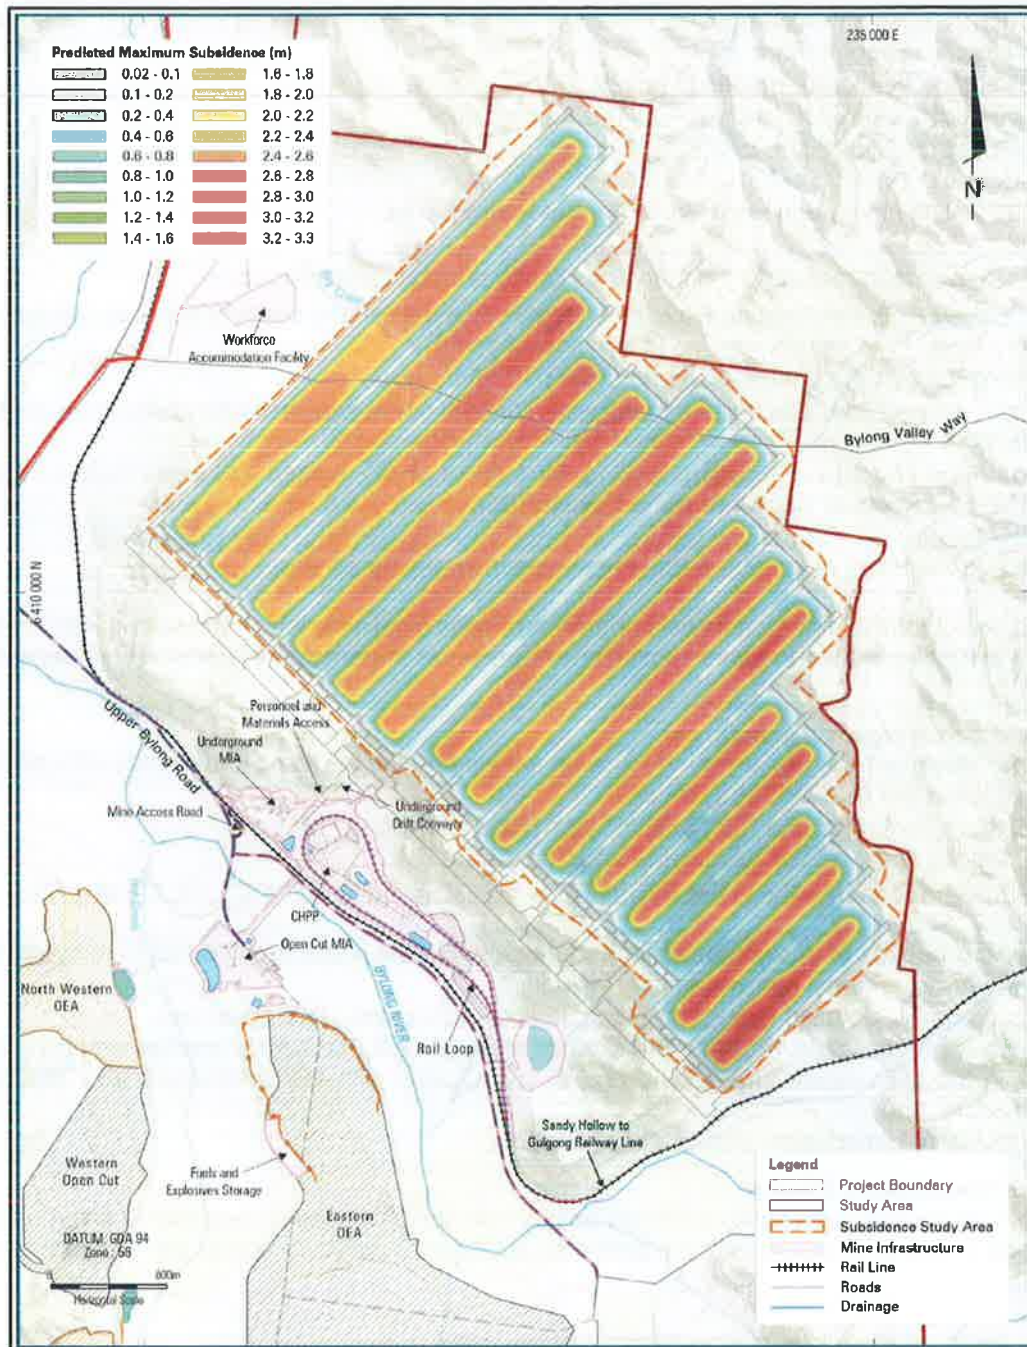 235 000 E
Predicted Maximum Subsidence (m)
0.02 - 0.1
0.1 - 0.2
0.2 - 0.4
0.4 - 0.6
0.6 - 0.8
0.8 - 1.0
1.0 - 1.2
1.2 - 1.4
1.4 - 1.6
1.6 - 1.8
1.8 - 2.0
2.0 - 2.2
2.2 - 2.4
2.4 - 2.6
2.6 - 2.8
2.8 - 3.0
3.0 - 3.2
3.2 - 3.3
N
Workforce
Accommodation Facility
Bylong Valley Way
6 410 000 N
Upper Bylong Road
Personnel and
Materials Access
Underground
MIA
Mine Access Road
Underground
Drift Conveyor
CHPP
Open Cut MIA
North Western
OEA
BYLONG RIVER
Rail Loop
Sandy Hollow to
Gulgong Railway Line
Western
Open Cut
Fuels and
Explosives Storage
Eastern
OEA
DATUM: GDA 94
Zone : 56
0
800m
Horizontal Scale
Legend
Project Boundary
Study Area
Subsidence Study Area
Mine Infrastructure
Rail Line
Roads
Drainage